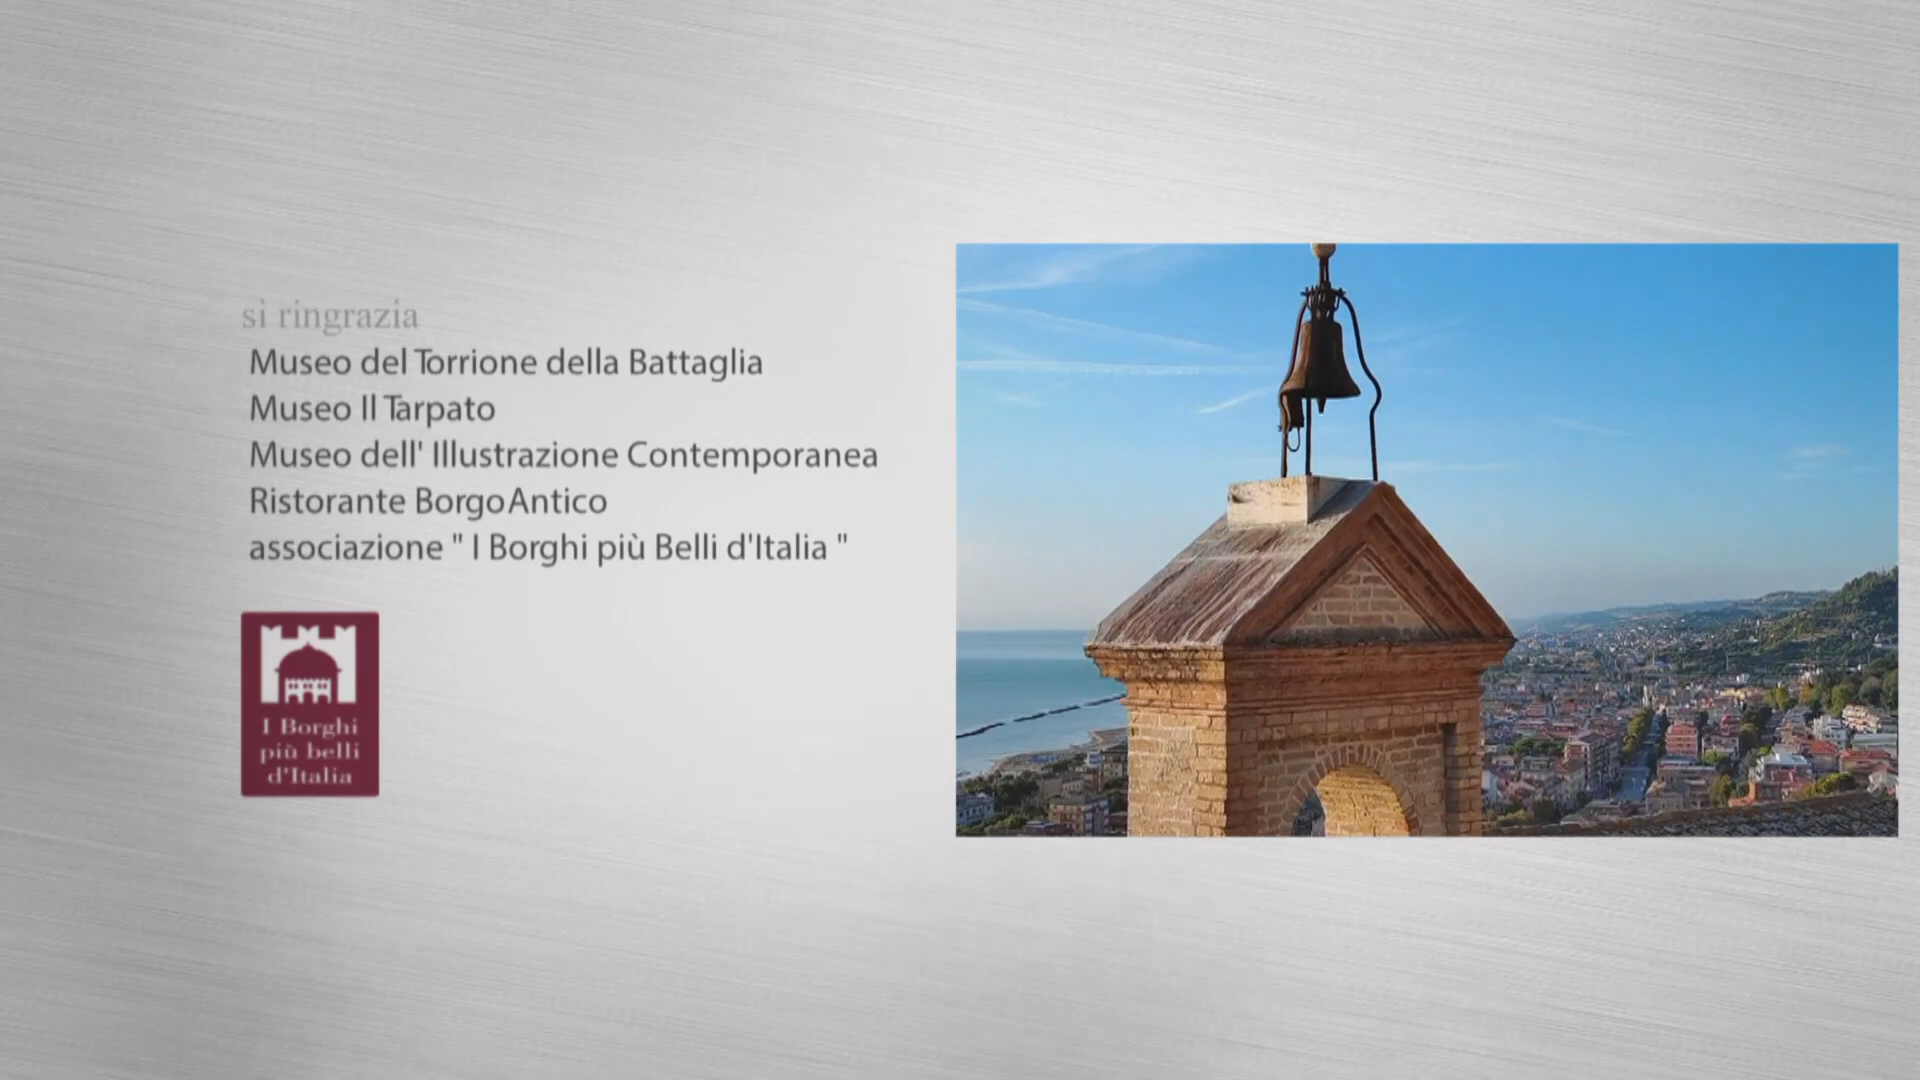 si ringrazia
Museo del Torrione della Battaglia
Museo Il Tarpato
Museo dell' Illustrazione Contemporanea
Ristorante BorgoAntico
associazione " I Borghi più Belli d'Italia "
I Borghi
più belli
d'Italia